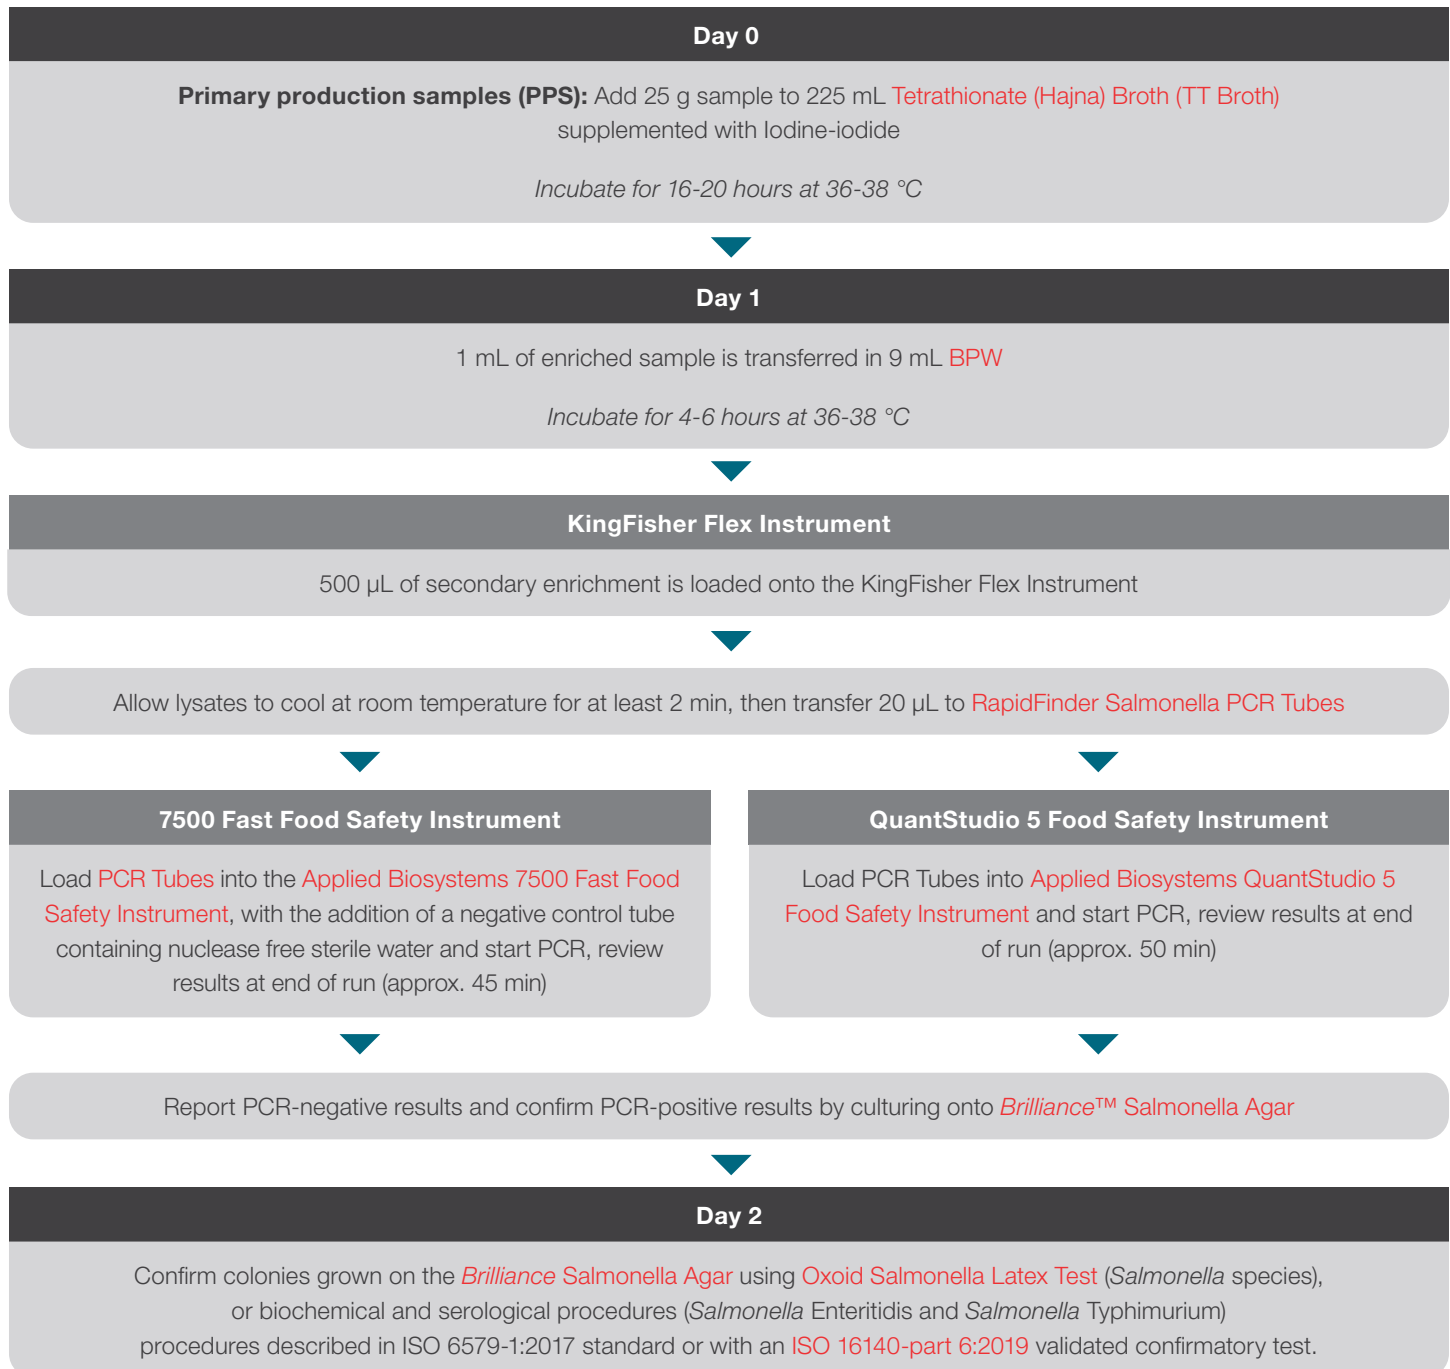 Day 0
Primary production samples (PPS): Add 25 g sample to 225 mL Tetrathionate (Hajna) Broth (TT Broth)
supplemented with Iodine-iodide
Incubate for 16-20 hours at 36-38 °C
Day 1
1 mL of enriched sample is transferred in 9 mL BPW
Incubate for 4-6 hours at 36-38 °C
KingFisher Flex Instrument
500 µL of secondary enrichment is loaded onto the KingFisher Flex Instrument
Allow lysates to cool at room temperature for at least 2 min, then transfer 20 µL to RapidFinder Salmonella PCR Tubes
7500 Fast Food Safety Instrument
Load PCR Tubes into the Applied Biosystems 7500 Fast Food
Safety Instrument, with the addition of a negative control tube
containing nuclease free sterile water and start PCR, review
results at end of run (approx. 45 min)
QuantStudio 5 Food Safety Instrument
Load PCR Tubes into Applied Biosystems QuantStudio 5
Food Safety Instrument and start PCR, review results at end
of run (approx. 50 min)
Report PCR-negative results and confirm PCR-positive results by culturing onto Brilliance™ Salmonella Agar
Day 2
Confirm colonies grown on the Brilliance Salmonella Agar using Oxoid Salmonella Latex Test (Salmonella species),
or biochemical and serological procedures (Salmonella Enteritidis and Salmonella Typhimurium)
procedures described in ISO 6579-1:2017 standard or with an ISO 16140-part 6:2019 validated confirmatory test.